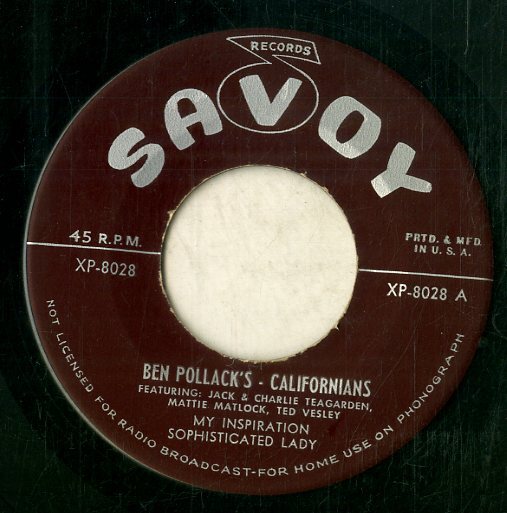 RECORDS
SAVOY
45 R.P.M.
XP-8028
PRTD. & MFD.
IN U. S. A.
XP-8028 A
BEN POLLACK'S - CALIFORNIANS
FEATURING: JACK & CHARLIE TEAGARDEN,
MATTIE MATLOCK, TED VESLEY
MY INSPIRATION
SOPHISTICATED LADY
NOT LICENSED FOR RADIO BROADCAST-FOR HOME USE ON PHONOGRAPH